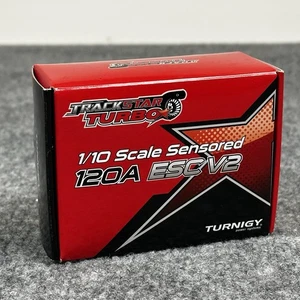 TRACKSTAR
TURBO
1/10 Scale Sensored
120A ESC V2
TURNIGY